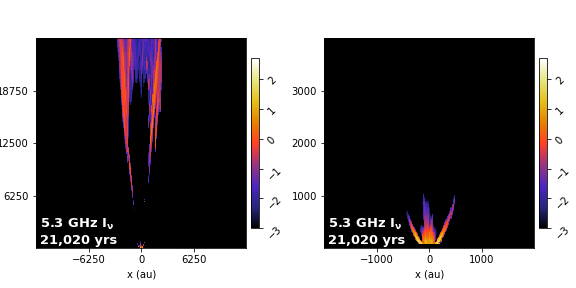 18750
12500
6250
−6250 0 6250
x (au)
5.3 GHz Iν
21,020 yrs
2
1
0
−1
−2
−3
3000
2000
1000
−1000 0 1000
x (au)
5.3 GHz Iν
21,020 yrs
2
1
0
−1
−2
−3